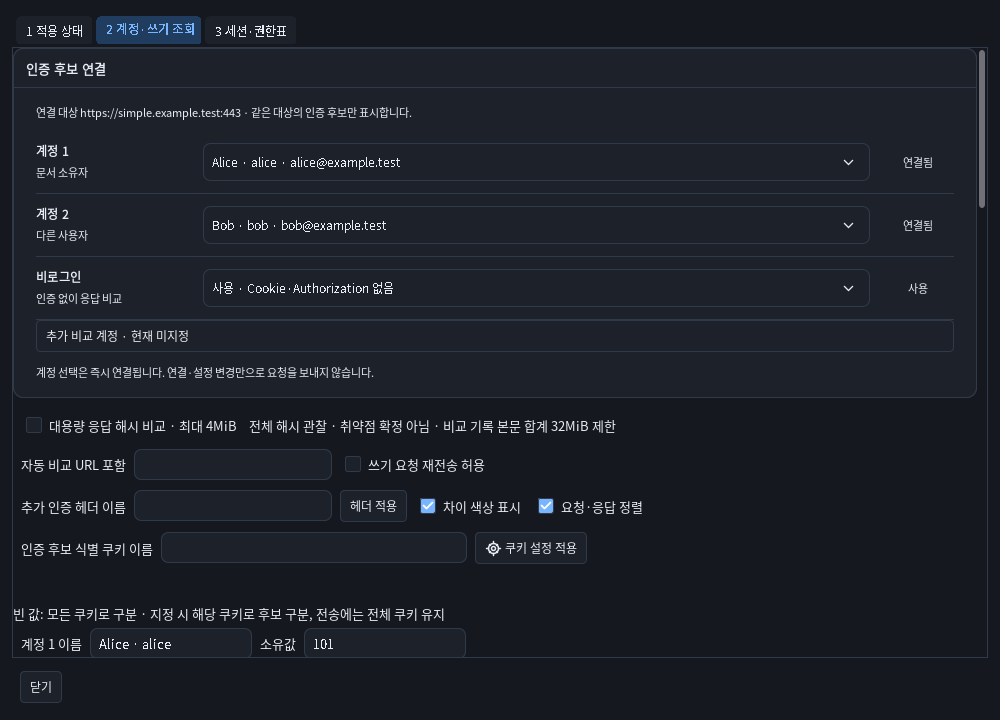 1 적용 상태 2 계정·쓰기 조회 3 세션·권한표
인증 후보 연결
연결 대상 https://simple.example.test:443 · 같은 대상의 인증 후보만 표시합니다.
계정 1
문서 소유자
Alice · alice · alice@example.test
연결됨
계정 2
다른 사용자
Bob · bob · bob@example.test
연결됨
비로그인
인증 없이 응답 비교
사용 · Cookie·Authorization 없음
사용
추가 비교 계정 · 현재 미지정
계정 선택은 즉시 연결됩니다. 연결·설정 변경만으로 요청을 보내지 않습니다.
대용량 응답 해시 비교 · 최대 4MiB 전체 해시 관찰 · 취약점 확정 아님 · 비교 기록 본문 합계 32MiB 제한
자동 비교 URL 포함 쓰기 요청 재전송 허용
추가 인증 헤더 이름 헤더 적용 차이 색상 표시 요청·응답 정렬
인증 후보 식별 쿠키 이름 쿠키 설정 적용
빈 값: 모든 쿠키로 구분 · 지정 시 해당 쿠키로 후보 구분, 전송에는 전체 쿠키 유지
계정 1 이름 Alice · alice 소유값 101
닫기